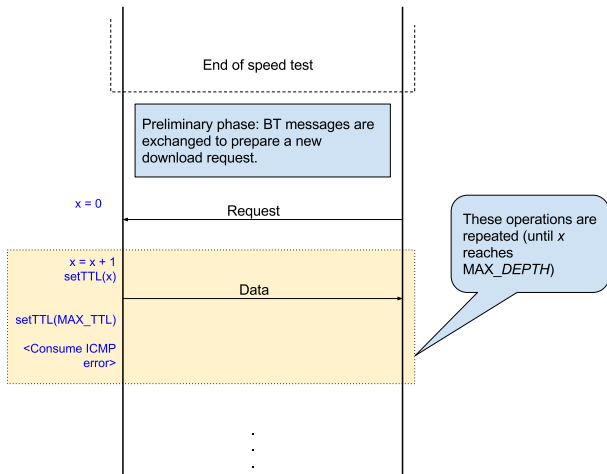 End of speed test
Preliminary phase: BT messages are
exchanged to prepare a new
download request.
x = 0
Request
These operations are
repeated (until x
reaches
MAX_DEPTH)
x = x + 1
setTTL(x)
Data
setTTL(MAX_TTL)
<Consume ICMP
error>
.
.
.